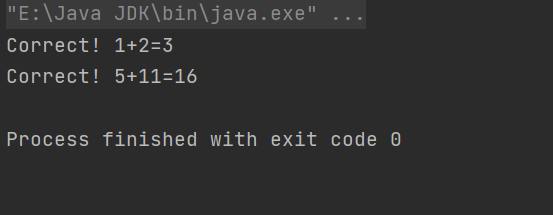 "E:\Java JDK\bin\java.exe" ...
Correct! 1+2=3
Correct! 5+11=16
Process finished with exit code 0